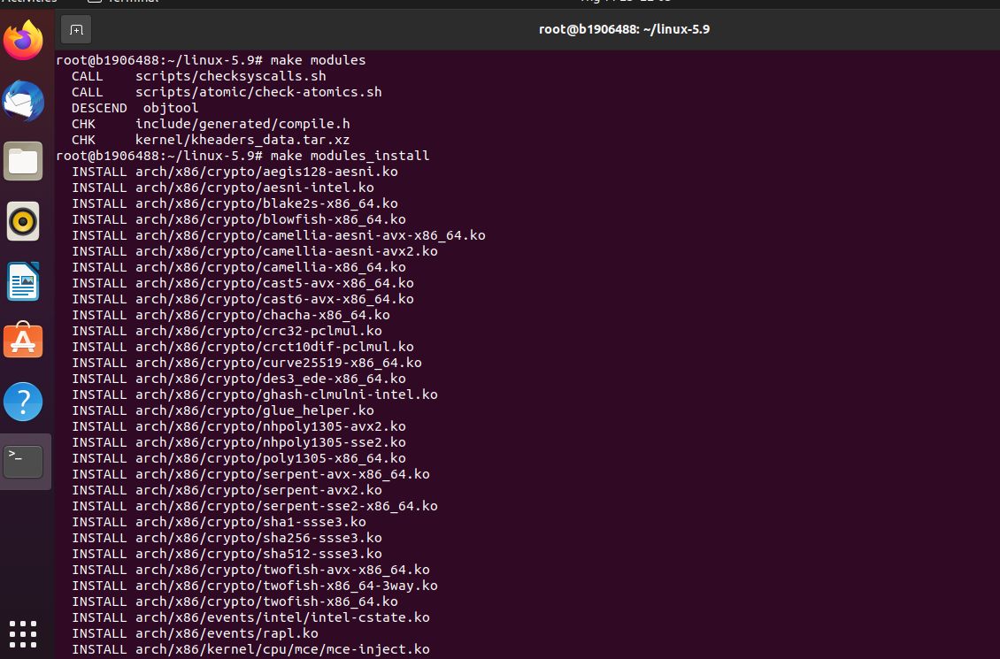 Activities Terminal
root@b1906488: ~/linux-5.9
root@b1906488:~/linux-5.9# make modules
CALL scripts/checksyscalls.sh
CALL scripts/atomic/check-atomics.sh
DESCEND objtool
CHK include/generated/compile.h
CHK kernel/kheaders_data.tar.xz
root@b1906488:~/linux-5.9# make modules_install
INSTALL arch/x86/crypto/aegis128-aesni.ko
INSTALL arch/x86/crypto/aesni-intel.ko
INSTALL arch/x86/crypto/blake2s-x86_64.ko
INSTALL arch/x86/crypto/blowfish-x86_64.ko
INSTALL arch/x86/crypto/camellia-aesni-avx-x86_64.ko
INSTALL arch/x86/crypto/camellia-aesni-avx2.ko
INSTALL arch/x86/crypto/camellia-x86_64.ko
INSTALL arch/x86/crypto/cast5-avx-x86_64.ko
INSTALL arch/x86/crypto/cast6-avx-x86_64.ko
INSTALL arch/x86/crypto/chacha-x86_64.ko
INSTALL arch/x86/crypto/crc32-pclmul.ko
INSTALL arch/x86/crypto/crct10dif-pclmul.ko
INSTALL arch/x86/crypto/curve25519-x86_64.ko
INSTALL arch/x86/crypto/des3_ede-x86_64.ko
INSTALL arch/x86/crypto/ghash-clmulni-intel.ko
INSTALL arch/x86/crypto/glue_helper.ko
INSTALL arch/x86/crypto/nhpoly1305-avx2.ko
INSTALL arch/x86/crypto/nhpoly1305-sse2.ko
INSTALL arch/x86/crypto/poly1305-x86_64.ko
INSTALL arch/x86/crypto/serpent-avx-x86_64.ko
INSTALL arch/x86/crypto/serpent-avx2.ko
INSTALL arch/x86/crypto/serpent-sse2-x86_64.ko
INSTALL arch/x86/crypto/sha1-ssse3.ko
INSTALL arch/x86/crypto/sha256-ssse3.ko
INSTALL arch/x86/crypto/sha512-ssse3.ko
INSTALL arch/x86/crypto/twofish-avx-x86_64.ko
INSTALL arch/x86/crypto/twofish-x86_64-3way.ko
INSTALL arch/x86/crypto/twofish-x86_64.ko
INSTALL arch/x86/events/intel/intel-cstate.ko
INSTALL arch/x86/events/rapl.ko
INSTALL arch/x86/kernel/cpu/mce/mce-inject.ko